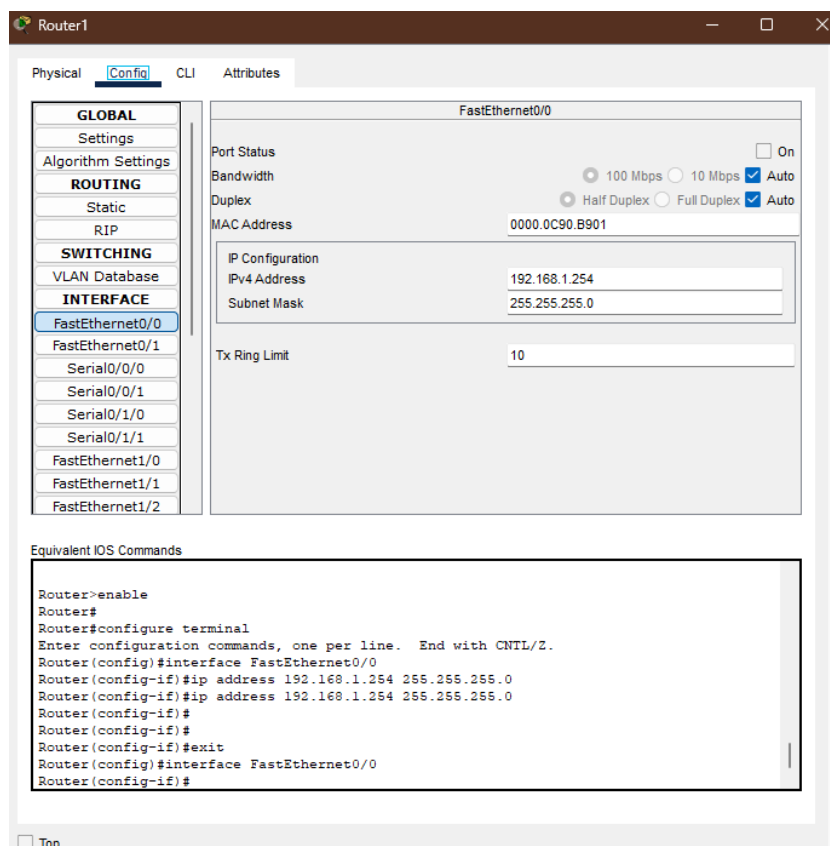 Router1
Physical Config CLI Attributes
GLOBAL
Settings
Algorithm Settings
ROUTING
Static
RIP
SWITCHING
VLAN Database
INTERFACE
FastEthernet0/0
FastEthernet0/1
Serial0/0/0
Serial0/0/1
Serial0/1/0
Serial0/1/1
FastEthernet1/0
FastEthernet1/1
FastEthernet1/2
FastEthernet0/0
Port Status On
Bandwidth 100 Mbps 10 Mbps Auto
Duplex Half Duplex Full Duplex Auto
MAC Address 0000.0C90.B901
IP Configuration
IPv4 Address 192.168.1.254
Subnet Mask 255.255.255.0
Tx Ring Limit 10
Equivalent IOS Commands
Router>enable
Router#
Router#configure terminal
Enter configuration commands, one per line. End with CNTL/Z.
Router(config)#interface FastEthernet0/0
Router(config-if)#ip address 192.168.1.254 255.255.255.0
Router(config-if)#ip address 192.168.1.254 255.255.255.0
Router(config-if)#
Router(config-if)#
Router(config-if)#exit
Router(config)#interface FastEthernet0/0
Router(config-if)#
Top